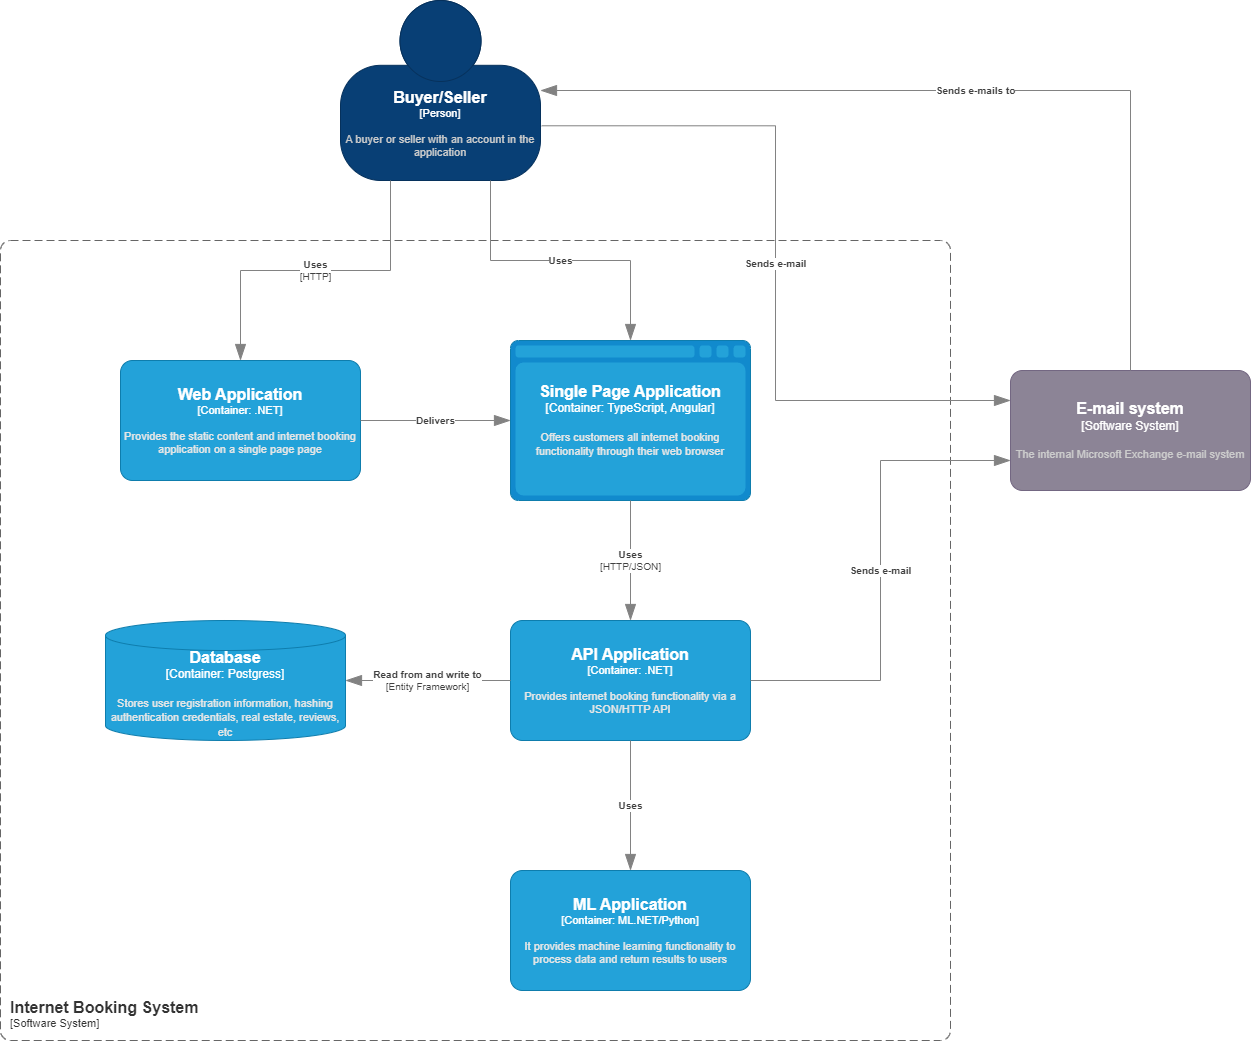 Buyer/Seller
[Person]
A buyer or seller with an account in the
application
Sends e-mails to
Uses
[HTTP]
Uses
Sends e-mail
Web Application
[Container: .NET]
Provides the static content and internet booking
application on a single page page
Delivers
Single Page Application
[Container: TypeScript, Angular]
Offers customers all internet booking
functionality through their web browser
E-mail system
[Software System]
The internal Microsoft Exchange e-mail system
Uses
[HTTP/JSON]
Sends e-mail
Database
[Container: Postgress]
Stores user registration information, hashing
authentication credentials, real estate, reviews,
etc
Read from and write to
[Entity Framework]
API Application
[Container: .NET]
Provides internet booking functionality via a
JSON/HTTP API
Uses
ML Application
[Container: ML.NET/Python]
It provides machine learning functionality to
process data and return results to users
Internet Booking System
[Software System]